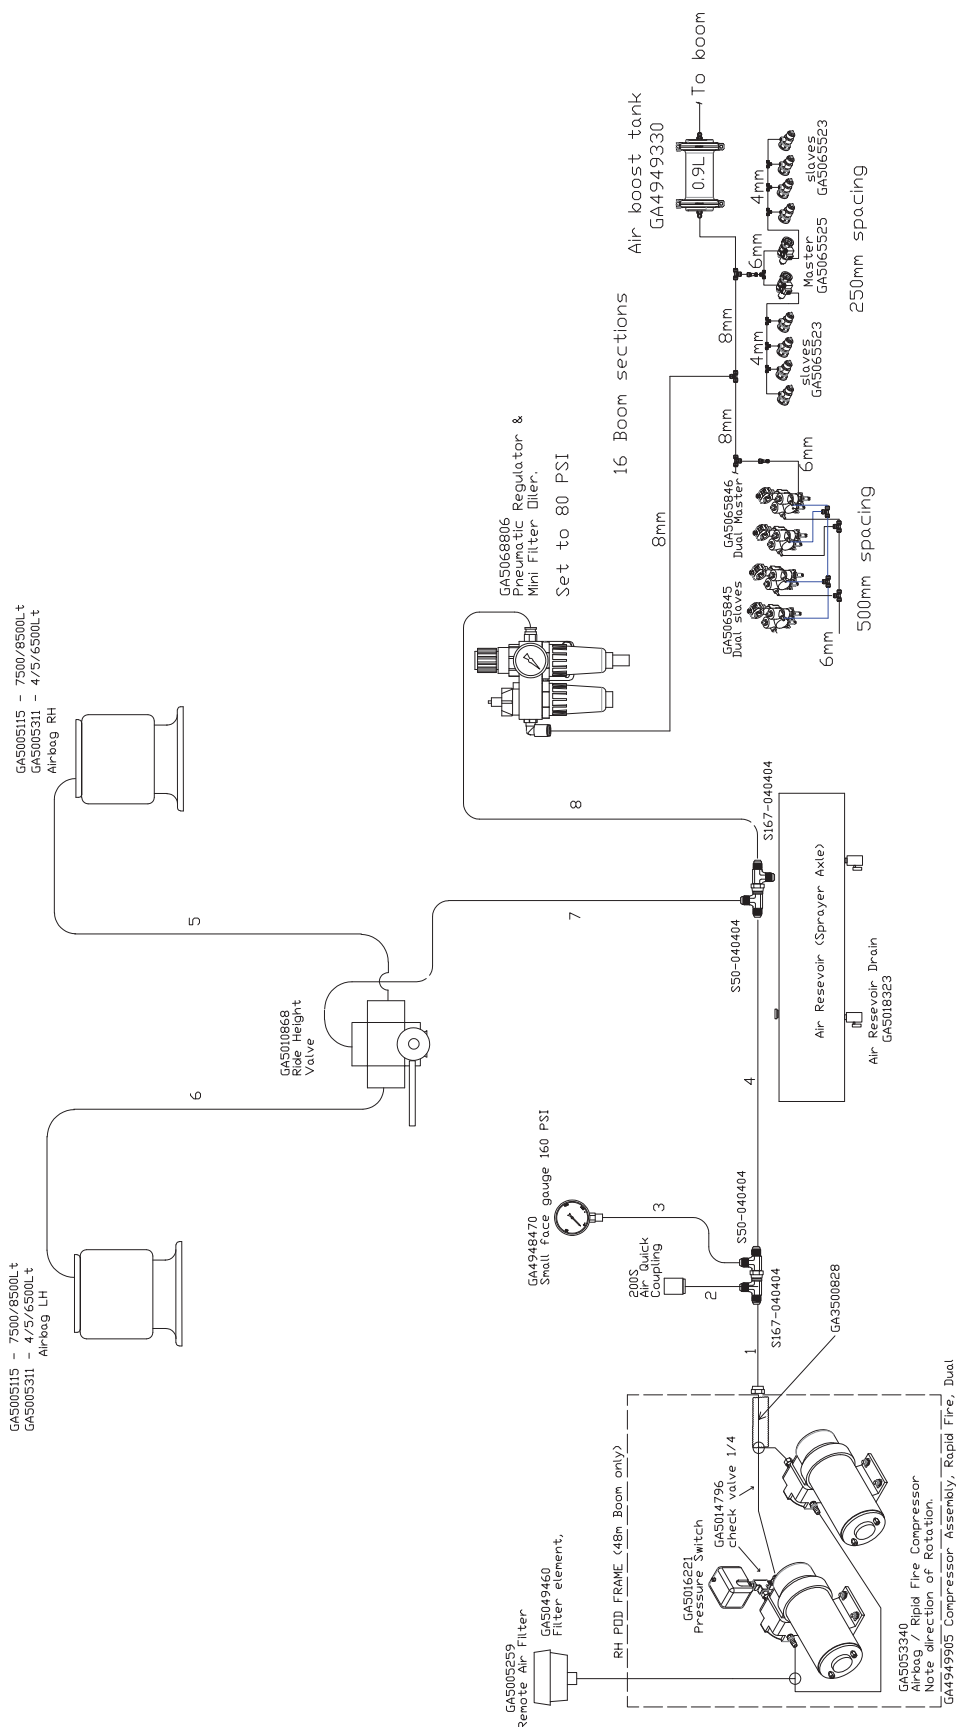 GA5005115 - 7500/8500Lt
GA5005311 - 4/5/6500Lt
Airbag LH
GA5005115 - 7500/8500Lt
GA5005311 - 4/5/6500Lt
Airbag RH
6
5
GA5010868
Ride Height
Valve
7
8
GA5068806
Pneumatic Regulator &
Mini Filter Oiler.
Set to 80 PSI
16 Boom sections
Air boost tank
GA4949330
0.9L
To boom
8mm
8mm
8mm
6mm
4mm
4mm
slaves
GA5065523
Master
GA5065525
slaves
GA5065523
250mm spacing
GA5065846
Dual Master
GA5065845
Dual slaves
6mm
6mm
500mm spacing
GA4948470
Small face gauge 160 PSI
3
200S
Air Quick
Coupling
2
S50-040404
S167-040404
1
4
S50-040404
S167-040404
Air Resevoir (Sprayer Axle)
Air Resevoir Drain
GA5018323
GA3500828
GA5005259
Remote Air Filter
GA5049460
Filter element,
RH POD FRAME (48m Boom only)
GA5016221
Pressure Switch
GA5014796
check valve 1/4
GA5053340
Airbag / Ripid Fire Compressor
Note direction of Rotation.
GA4949905 Compressor Assembly, Rapid Fire, Dual